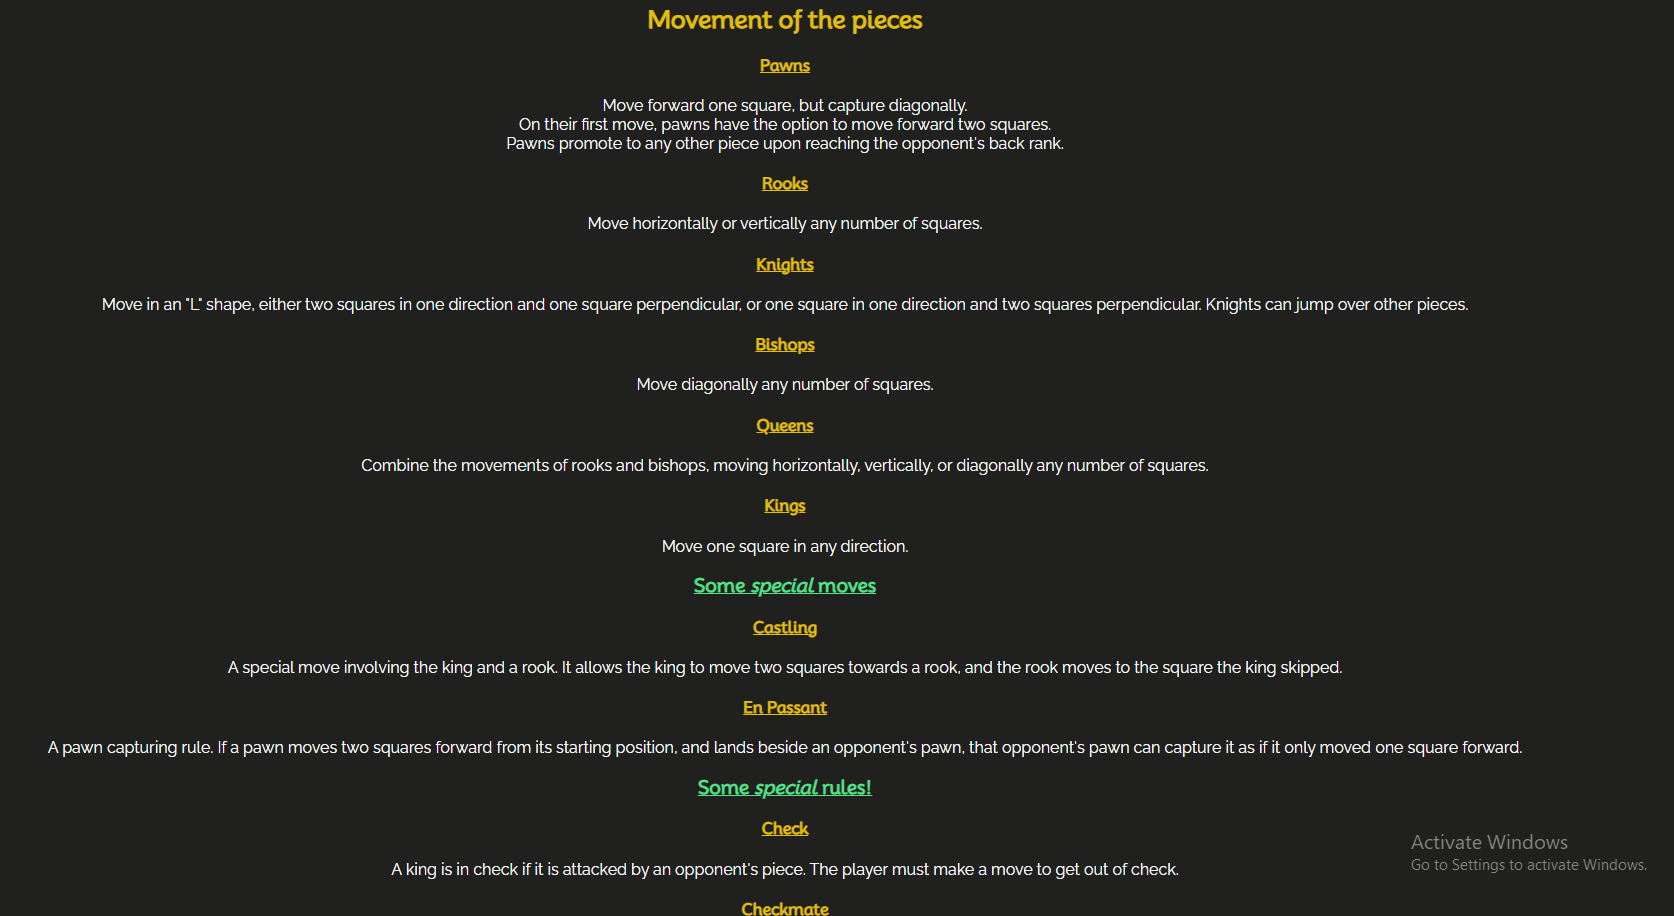 Movement of the pieces
Pawns
Move forward one square, but capture diagonally.
On their first move, pawns have the option to move forward two squares.
Pawns promote to any other piece upon reaching the opponent's back rank.
Rooks
Move horizontally or vertically any number of squares.
Knights
Move in an "L" shape, either two squares in one direction and one square perpendicular, or one square in one direction and two squares perpendicular. Knights can jump over other pieces.
Bishops
Move diagonally any number of squares.
Queens
Combine the movements of rooks and bishops, moving horizontally, vertically, or diagonally any number of squares.
Kings
Move one square in any direction.
Some special moves
Castling
A special move involving the king and a rook. It allows the king to move two squares towards a rook, and the rook moves to the square the king skipped.
En Passant
A pawn capturing rule. If a pawn moves two squares forward from its starting position, and lands beside an opponent's pawn, that opponent's pawn can capture it as if it only moved one square forward.
Some special rules!
Check
A king is in check if it is attacked by an opponent's piece. The player must make a move to get out of check.
Checkmate
Activate Windows
Go to Settings to activate Windows.